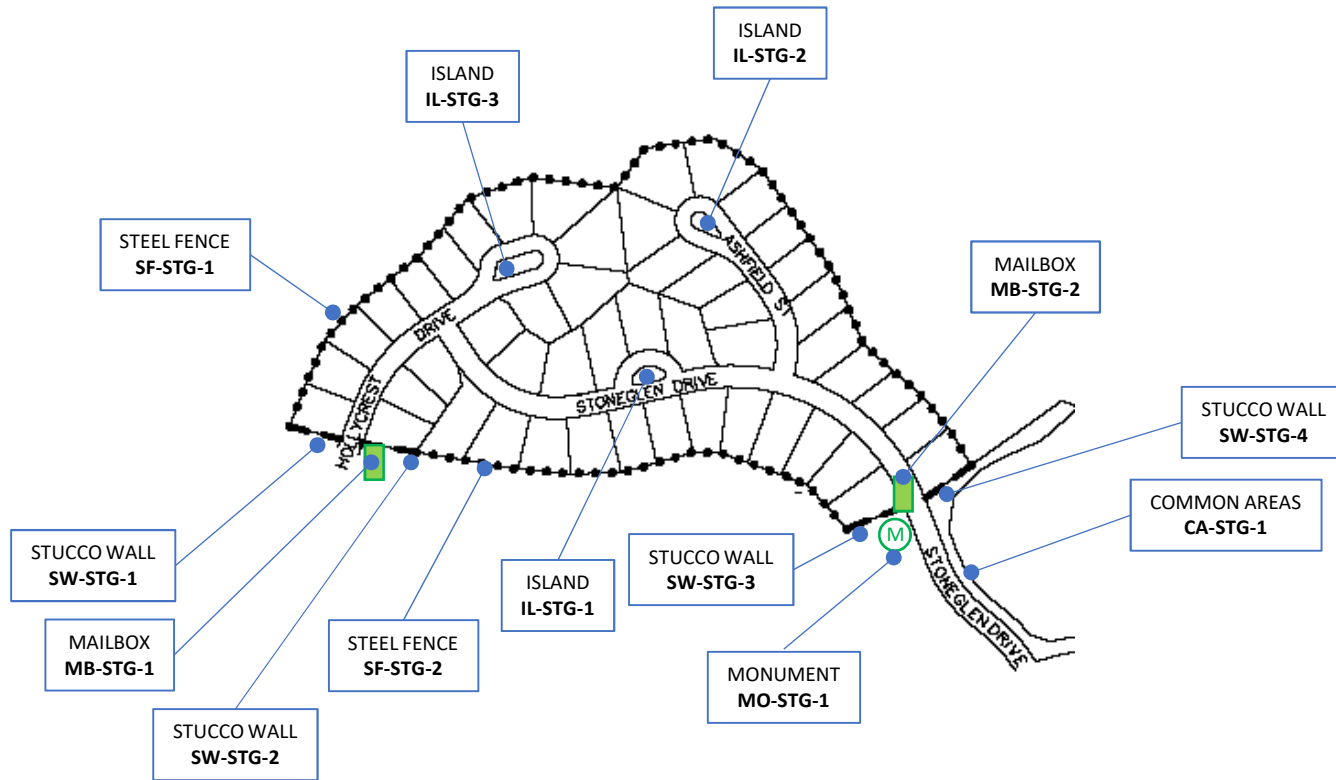 ISLAND
IL-STG-2
ISLAND
IL-STG-3
STEEL FENCE
SF-STG-1
MAILBOX
MB-STG-2
ASHFIELD ST
DRIVE
HOLLYCREST
STONEGLEN DRIVE
STUCCO WALL
SW-STG-4
COMMON AREAS
CA-STG-1
M
STONEGLEN DRIVE
STUCCO WALL
SW-STG-1
ISLAND
IL-STG-1
STUCCO WALL
SW-STG-3
MAILBOX
MB-STG-1
STEEL FENCE
SF-STG-2
MONUMENT
MO-STG-1
STUCCO WALL
SW-STG-2